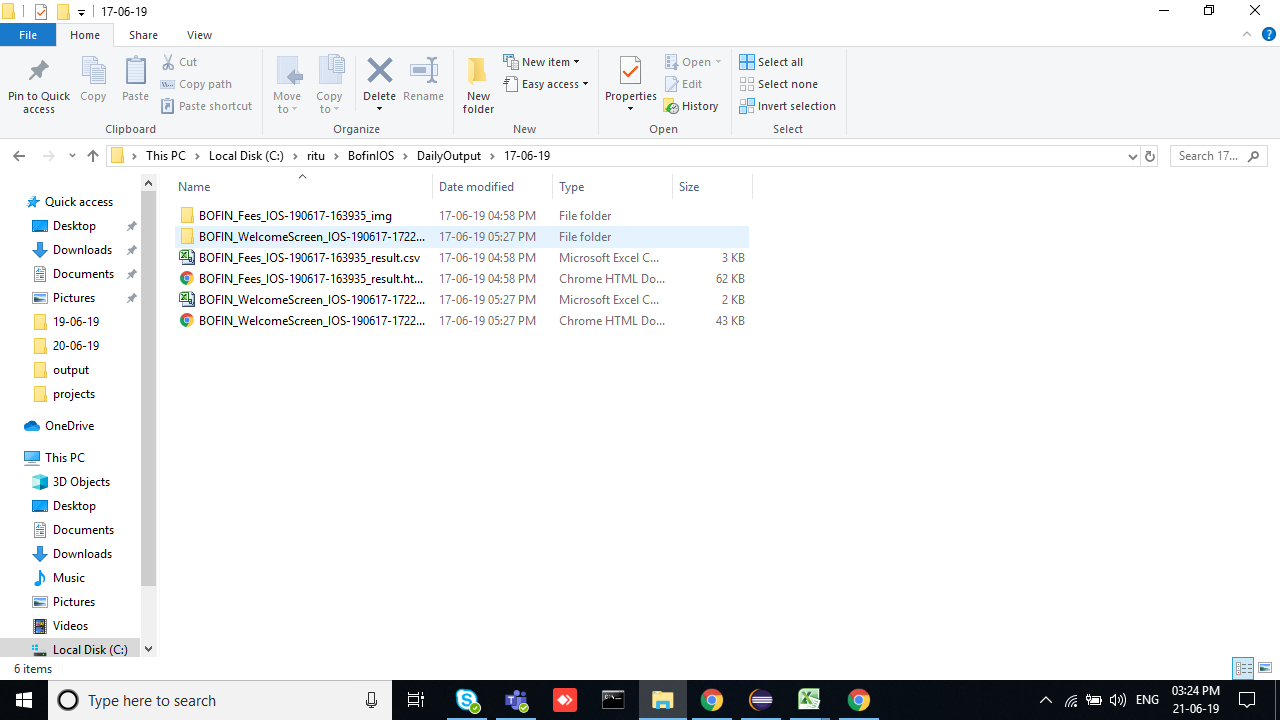 17-06-19
File Home Share View
Pin to Quick access
Copy
Paste
Cut
Copy path
Paste shortcut
Clipboard
Move to
Copy to
Delete
Rename
Organize
New folder
New item
Easy access
New
Properties
Open
Edit
History
Open
Select all
Select none
Invert selection
Select
This PC Local Disk (C:) ritu BofinIOS DailyOutput 17-06-19
Search 17...
Quick access
Desktop
Downloads
Documents
Pictures
19-06-19
20-06-19
output
projects
OneDrive
This PC
3D Objects
Desktop
Documents
Downloads
Music
Pictures
Videos
Local Disk (C:)
Name Date modified Type Size
BOFIN_Fees_IOS-190617-163935_img 17-06-19 04:58 PM File folder
BOFIN_WelcomeScreen_IOS-190617-1722... 17-06-19 05:27 PM File folder
BOFIN_Fees_IOS-190617-163935_result.csv 17-06-19 04:58 PM Microsoft Excel C... 3 KB
BOFIN_Fees_IOS-190617-163935_result.ht... 17-06-19 04:58 PM Chrome HTML Do... 62 KB
BOFIN_WelcomeScreen_IOS-190617-1722... 17-06-19 05:27 PM Microsoft Excel C... 2 KB
BOFIN_WelcomeScreen_IOS-190617-1722... 17-06-19 05:27 PM Chrome HTML Do... 43 KB
6 items
Type here to search
ENG
03:24 PM
21-06-19